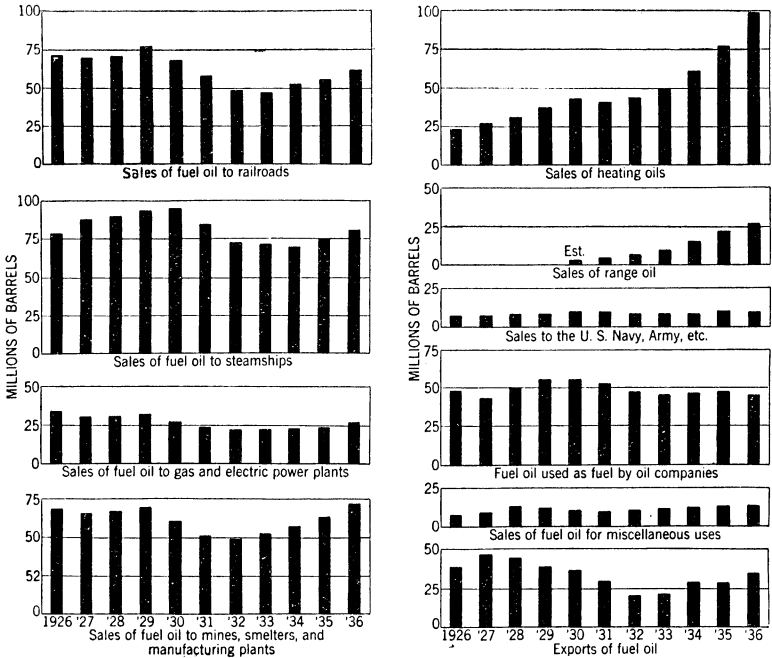 MILLIONS OF BARRELS
100
75
50
25
0
Sales of fuel oil to railroads
100
75
50
25
0
Sales of fuel oil to steamships
50
25
0
Sales of fuel oil to gas and electric power plants
75
50
52
0
1926 '27 '28 '29 '30 '31 '32 '33 '34 '35 '36
Sales of fuel oil to mines, smelters, and
manufacturing plants
MILLIONS OF BARRELS
100
75
50
25
0
Sales of heating oils
50
25
0
Est.
Sales of range oil
25
0
Sales to the U. S. Navy, Army, etc.
75
50
25
0
Fuel oil used as fuel by oil companies
25
0
Sales of fuel oil for miscellaneous uses
50
25
0
1926 '27 '28 '29 '30 '31 '32 '33 '34 '35 '36
Exports of fuel oil